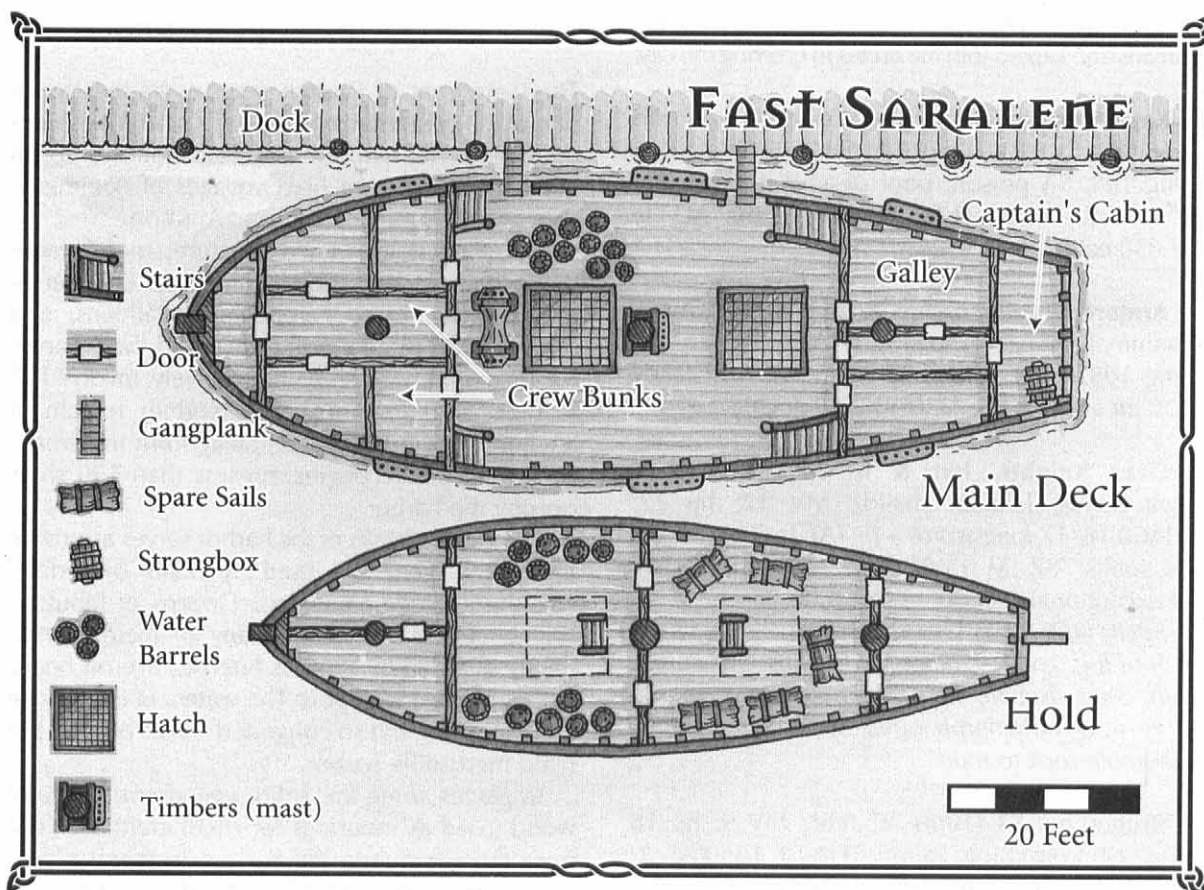 FAST SARALENE
Dock
Captain's Cabin
Galley
Stairs
Door
Crew Bunks
Gangplank
Main Deck
Spare Sails
Strongbox
Water
Barrels
Hatch
Hold
Timbers (mast)
20 Feet